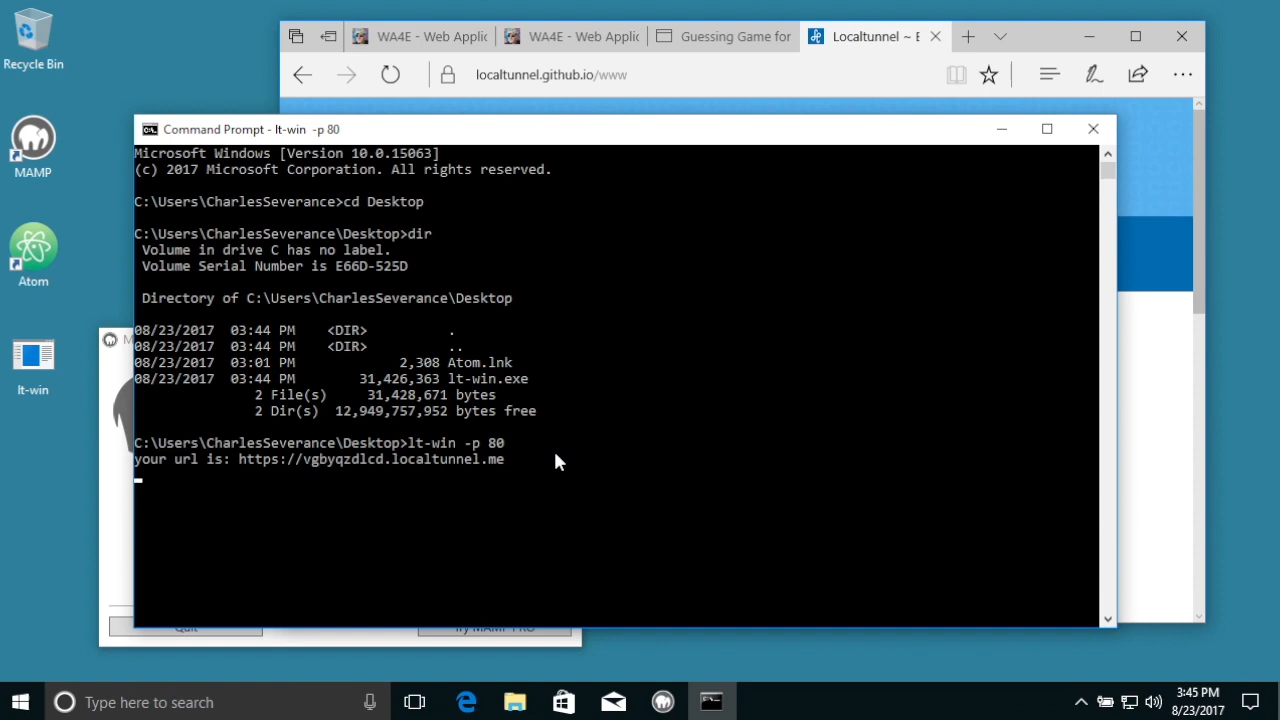 Recycle Bin
MAMP
Atom
lt-win
WA4E - Web Applic
WA4E - Web Applic
Guessing Game for
Localtunnel ~ E
localtunnel.github.io/www
Command Prompt - lt-win  -p 80
Microsoft Windows [Version 10.0.15063]
(c) 2017 Microsoft Corporation. All rights reserved.
C:\Users\CharlesSeverance>cd Desktop
C:\Users\CharlesSeverance\Desktop>dir
 Volume in drive C has no label.
 Volume Serial Number is E66D-525D
 Directory of C:\Users\CharlesSeverance\Desktop
08/23/2017  03:44 PM    <DIR>          .
08/23/2017  03:44 PM    <DIR>          ..
08/23/2017  03:01 PM             2,308 Atom.lnk
08/23/2017  03:44 PM        31,426,363 lt-win.exe
               2 File(s)     31,428,671 bytes
               2 Dir(s)  12,949,757,952 bytes free
C:\Users\CharlesSeverance\Desktop>lt-win -p 80
your url is: https://vgbyqzdlcd.localtunnel.me
Quit
Try MAMP PRO
Type here to search
3:45 PM
8/23/2017